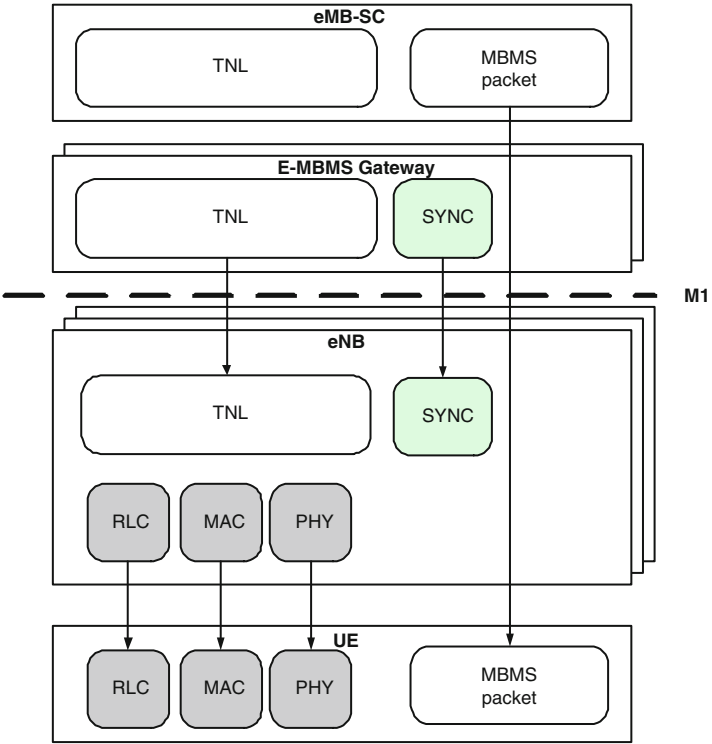 eMB-SC
TNL
MBMS
packet
E-MBMS Gateway
TNL
SYNC
M1
eNB
TNL
SYNC
RLC
MAC
PHY
UE
RLC
MAC
PHY
MBMS
packet